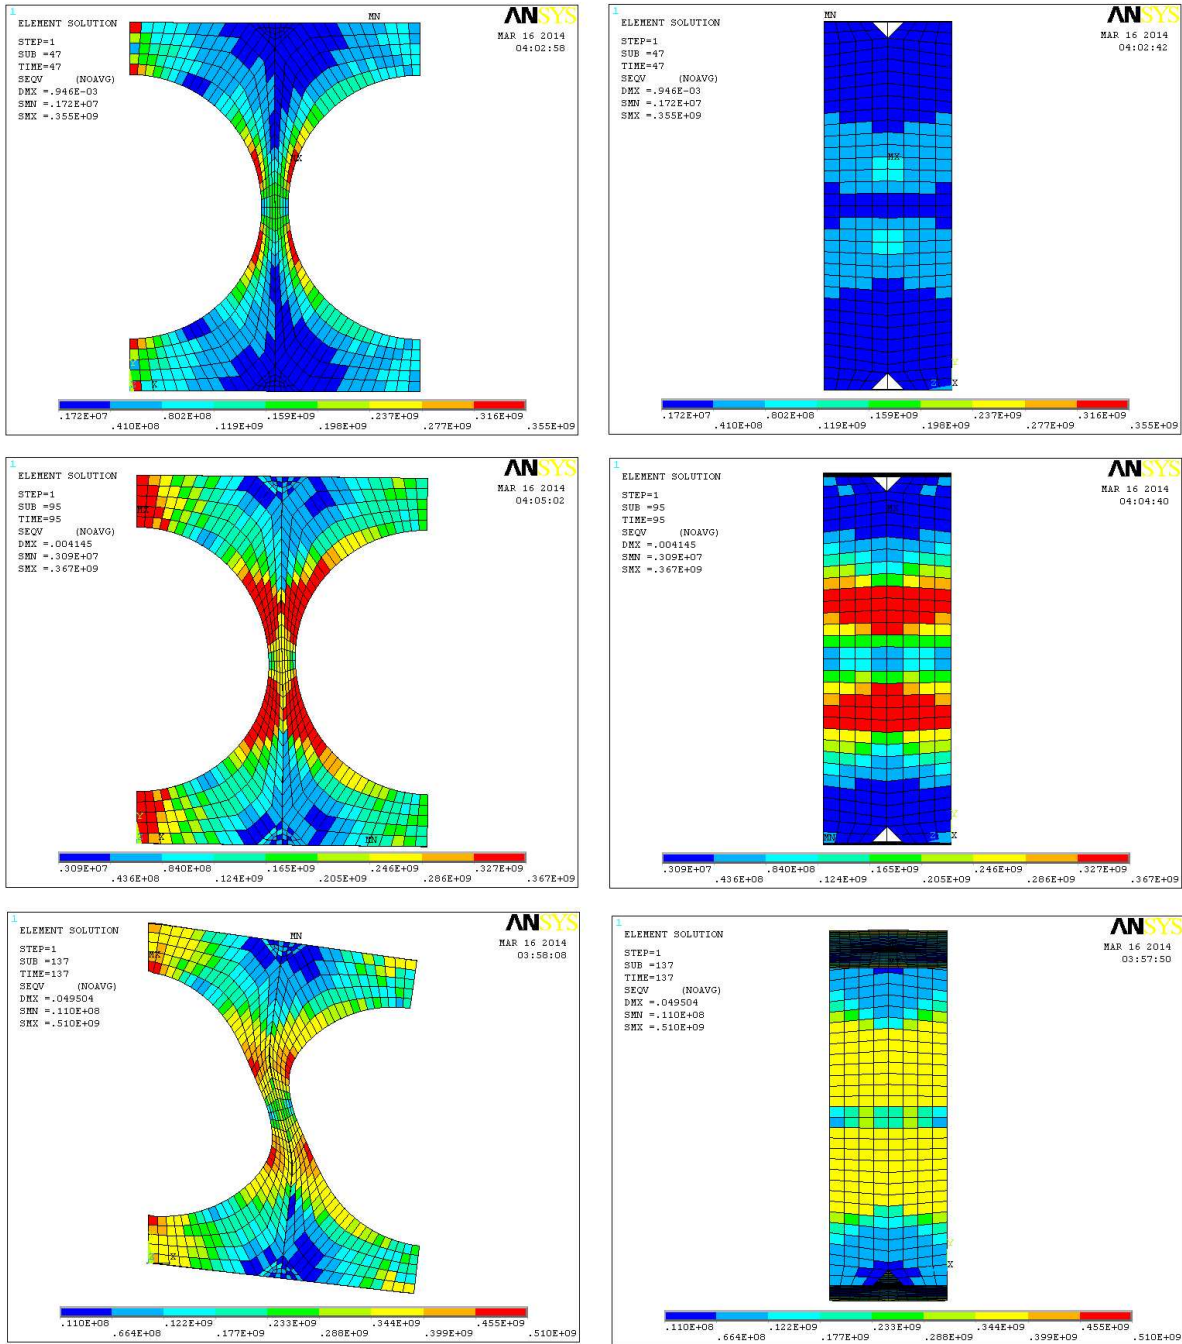 1
ELEMENT SOLUTION
STEP=1
SUB =47
TIME=47
SEQV (NOAVG)
DMX =.946E-03
SMN =.172E+07
SMX =.355E+09
MN
ANSYS
MAR 16 2014
04:02:58
MX
Z
X
.172E+07 .802E+08 .159E+09 .237E+09 .316E+09
.410E+08 .119E+09 .198E+09 .277E+09 .355E+09
1
ELEMENT SOLUTION
STEP=1
SUB =47
TIME=47
SEQV (NOAVG)
DMX =.946E-03
SMN =.172E+07
SMX =.355E+09
MN
ANSYS
MAR 16 2014
04:02:42
MX
Y
Z X
.172E+07 .802E+08 .159E+09 .237E+09 .316E+09
.410E+08 .119E+09 .198E+09 .277E+09 .355E+09
1
ELEMENT SOLUTION
STEP=1
SUB =95
TIME=95
SEQV (NOAVG)
DMX =.004145
SMN =.309E+07
SMX =.367E+09
ANSYS
MAR 16 2014
04:05:02
MX
Y
X MN
.309E+07 .840E+08 .165E+09 .246E+09 .327E+09
.436E+08 .124E+09 .205E+09 .286E+09 .367E+09
1
ELEMENT SOLUTION
STEP=1
SUB =95
TIME=95
SEQV (NOAVG)
DMX =.004145
SMN =.309E+07
SMX =.367E+09
ANSYS
MAR 16 2014
04:04:40
MX
Y
MN Z X
.309E+07 .840E+08 .165E+09 .246E+09 .327E+09
.436E+08 .124E+09 .205E+09 .286E+09 .367E+09
1
ELEMENT SOLUTION
STEP=1
SUB =137
TIME=137
SEQV (NOAVG)
DMX =.049504
SMN =.110E+08
SMX =.510E+09
MN
ANSYS
MAR 16 2014
03:58:08
MX
X
.110E+08 .122E+09 .233E+09 .344E+09 .455E+09
.664E+08 .177E+09 .288E+09 .399E+09 .510E+09
1
ELEMENT SOLUTION
STEP=1
SUB =137
TIME=137
SEQV (NOAVG)
DMX =.049504
SMN =.110E+08
SMX =.510E+09
ANSYS
MAR 16 2014
03:57:50
Y
X
.110E+08 .122E+09 .233E+09 .344E+09 .455E+09
.664E+08 .177E+09 .288E+09 .399E+09 .510E+09